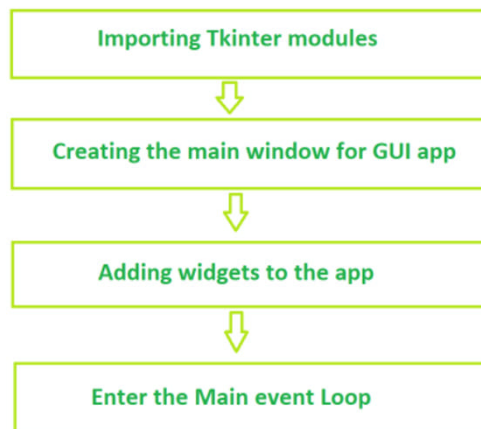 Importing Tkinter modules
Creating the main window for GUI app
Adding widgets to the app
Enter the Main event Loop